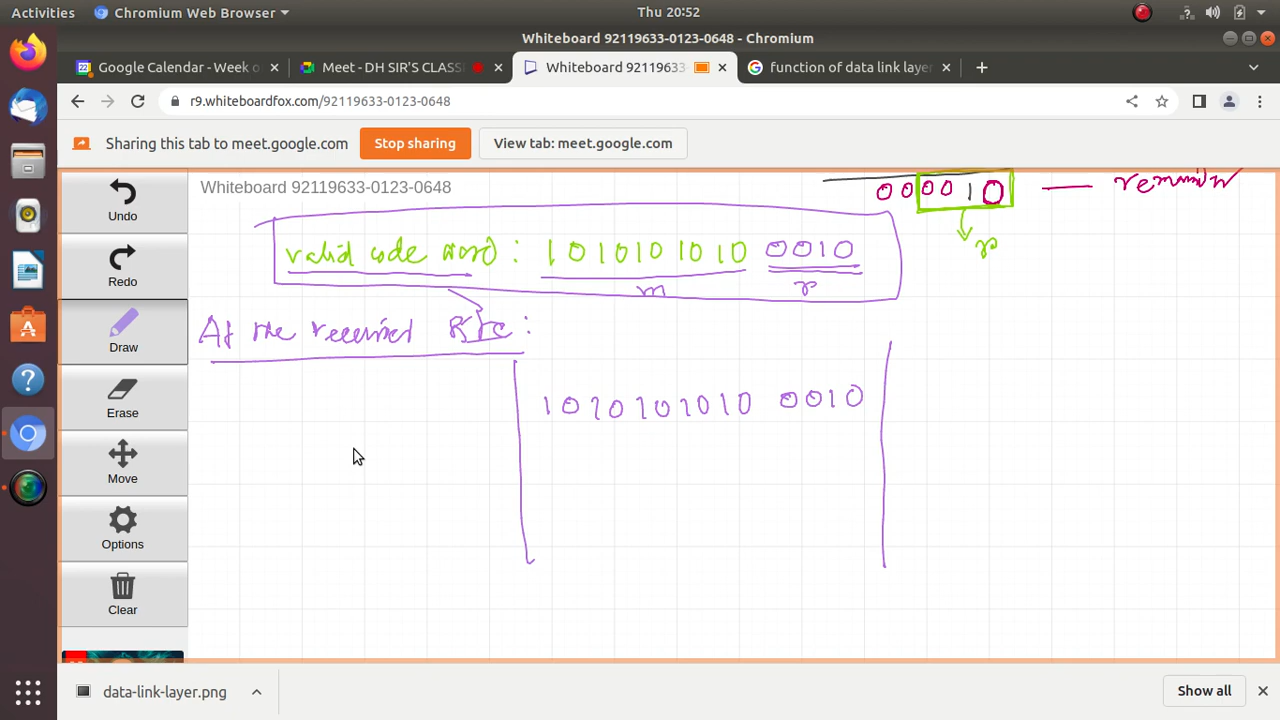 Activities Chromium Web Browser Thu 20:52
Whiteboard 92119633-0123-0648 - Chromium
Google Calendar - Week o Meet - DH SIR'S CLASS Whiteboard 92119633- function of data link layer
r9.whiteboardfox.com/92119633-0123-0648
Sharing this tab to meet.google.com Stop sharing View tab: meet.google.com
Whiteboard 92119633-0123-0648
000010
r
valid code word : 1010101010 0010
m r
At the
1010101010 0010
Undo
Redo
Draw
Erase
Move
Options
Clear
data-link-layer.png Show all